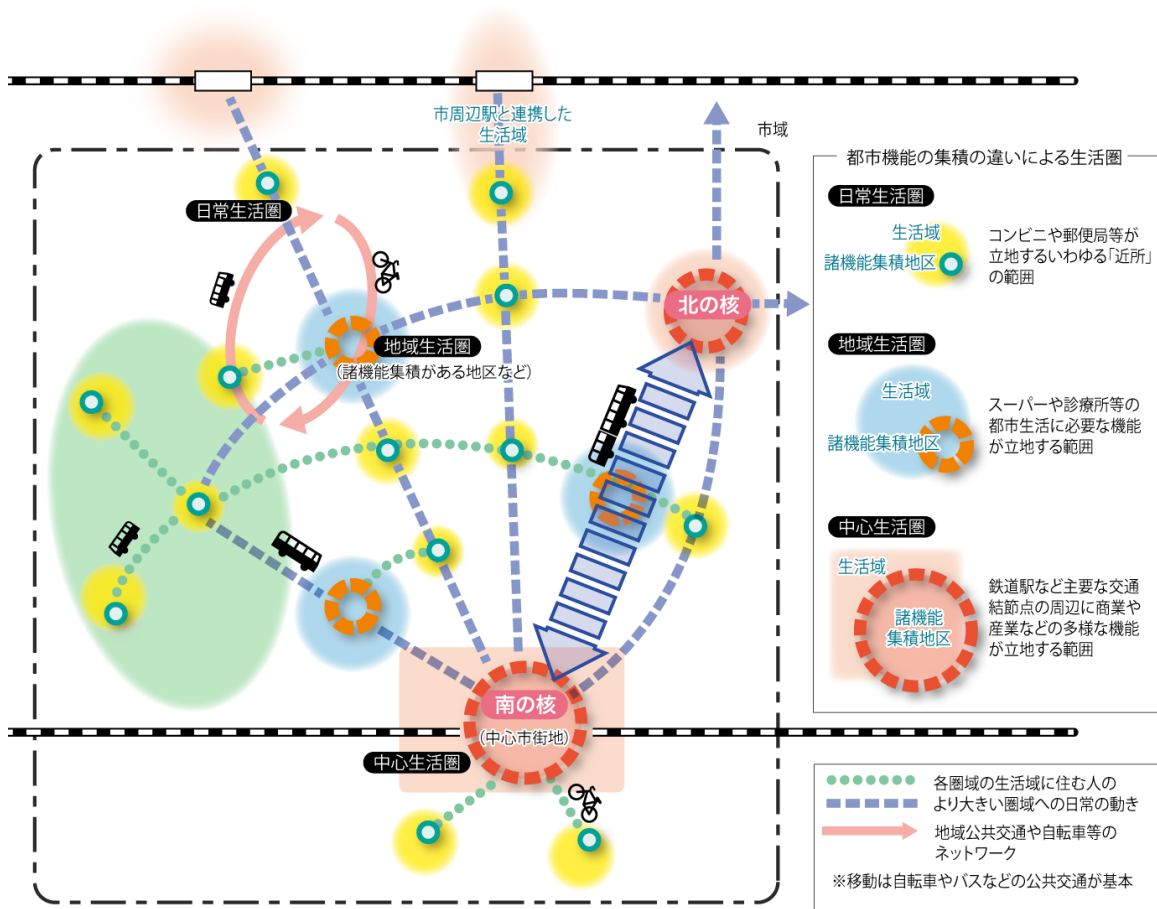 市周辺駅と連携した
生活域
市域
日常生活圏
北の核
地域生活圏
(諸機能集積がある地区など)
南の核
(中心市街地)
中心生活圏
都市機能の集積の違いによる生活圏
日常生活圏
生活域
諸機能集積地区
コンビニや郵便局等が
立地するいわゆる「近所」
の範囲
地域生活圏
生活域
諸機能集積地区
スーパーや診療所等の
都市生活に必要な機能
が立地する範囲
中心生活圏
生活域
諸機能
集積地区
鉄道駅など主要な交通
結節点の周辺に商業や
産業などの多様な機能
が立地する範囲
各圏域の生活域に住む人の
より大きい圏域への日常の動き
地域公共交通や自転車等の
ネットワーク
※移動は自転車やバスなどの公共交通が基本